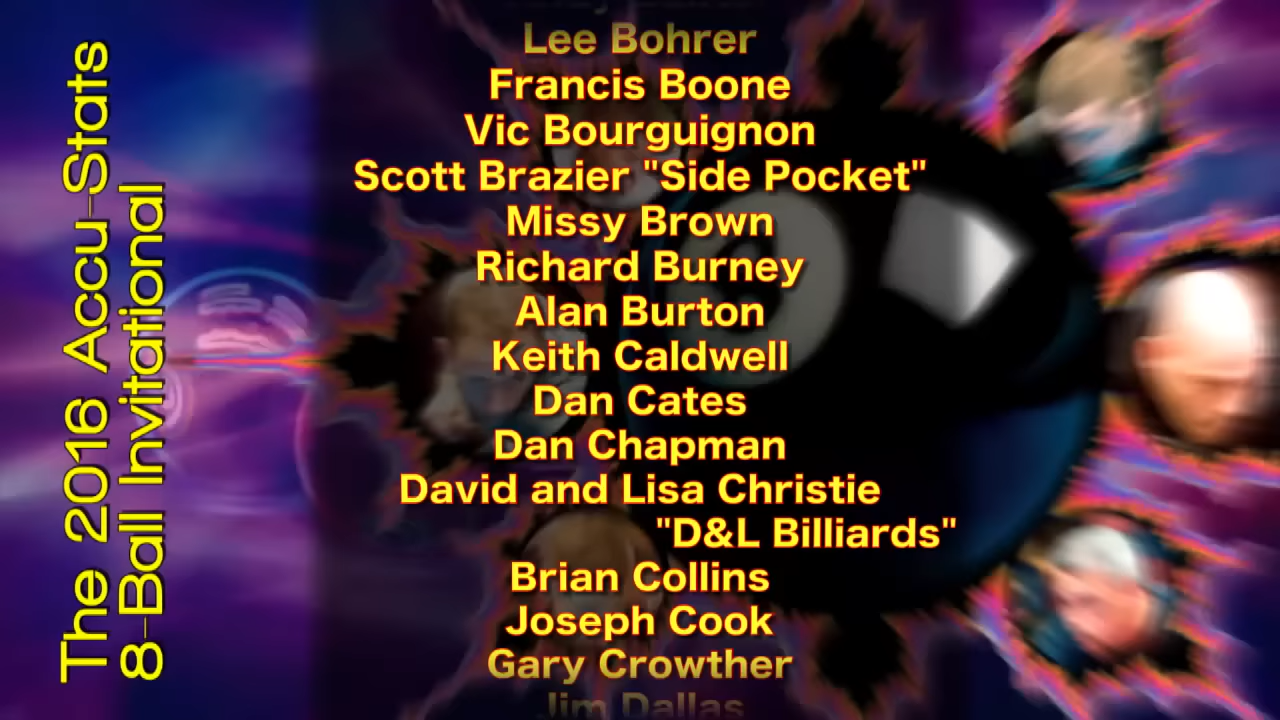 The 2016 Accu-Stats
8-Ball Invitational
Lee Bohrer
Francis Boone
Vic Bourguignon
Scott Brazier "Side Pocket"
Missy Brown
Richard Burney
Alan Burton
Keith Caldwell
Dan Cates
Dan Chapman
David and Lisa Christie
"D&L Billiards"
Brian Collins
Joseph Cook
Gary Crowther
Jim Dallas